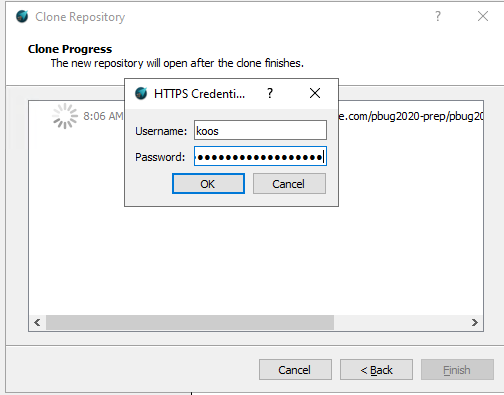 Clone Repository
Clone Progress
The new repository will open after the clone finishes.
HTTPS Credenti...
8:06 AM
e.com/pbug2020-prep/pbug20
Username: koos
Password: ••••••••••••••••••
OK Cancel
Cancel < Back Finish